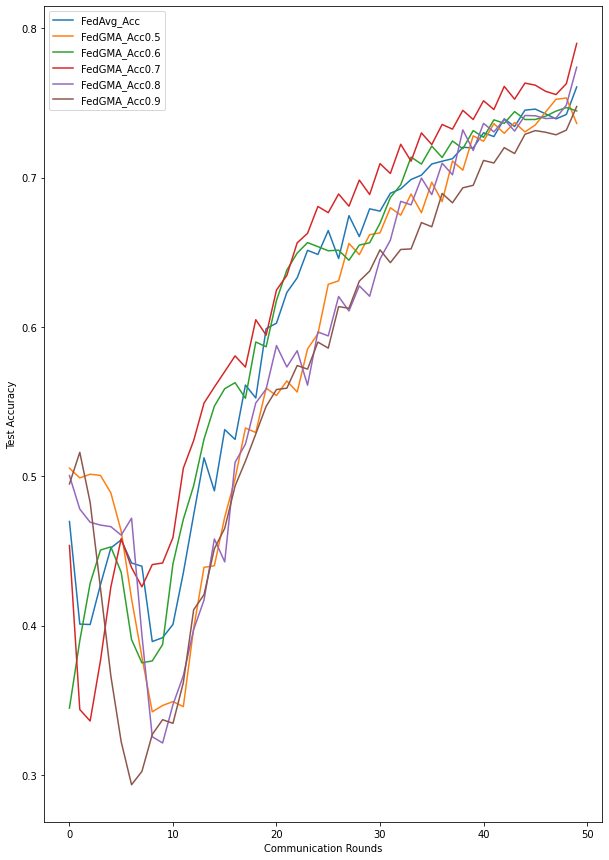 FedAvg_Acc
FedGMA_Acc0.5
FedGMA_Acc0.6
FedGMA_Acc0.7
FedGMA_Acc0.8
FedGMA_Acc0.9
Test Accuracy
0.8
0.7
0.6
0.5
0.4
0.3
0 10 20 30 40 50
Communication Rounds